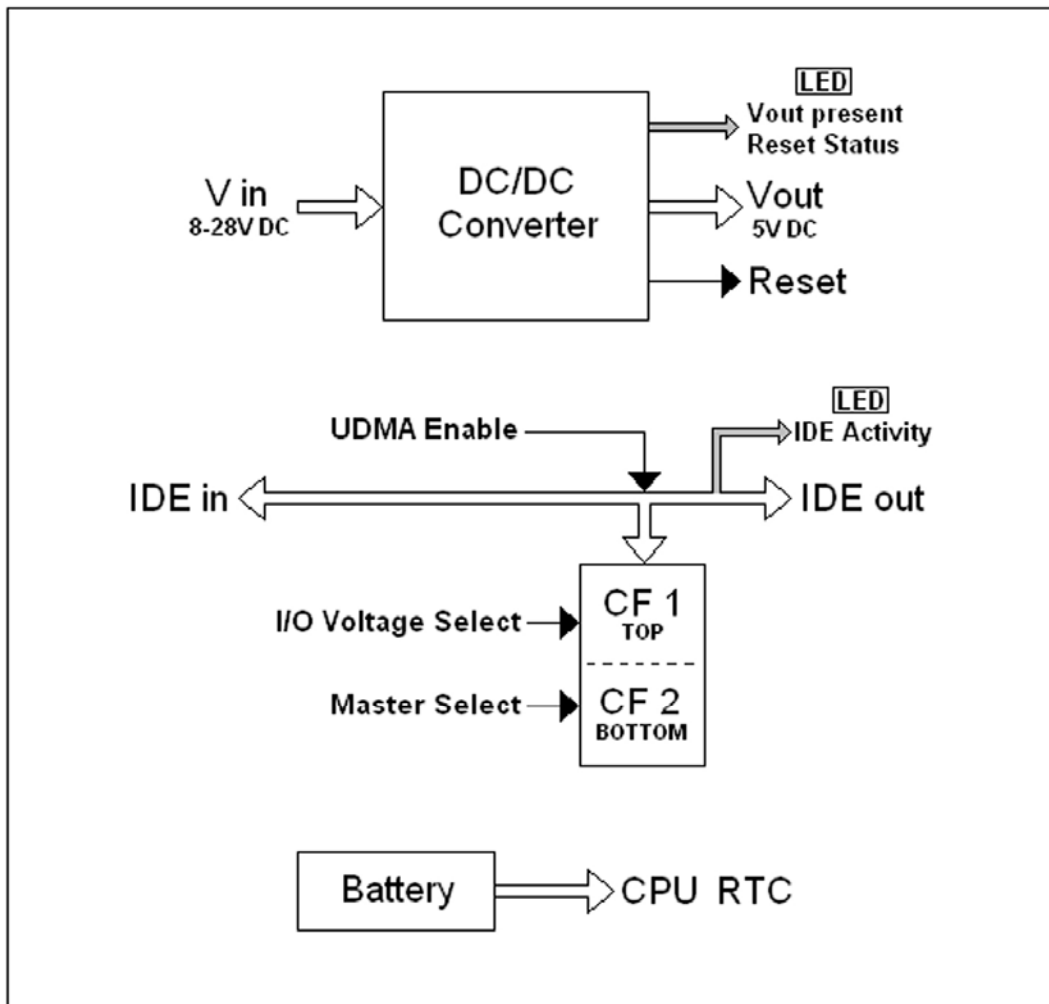 LED
Vout present
Reset Status
DC/DC
Converter
V in
8-28V DC
Vout
5V DC
Reset
LED
UDMA Enable
IDE Activity
IDE in
IDE out
CF 1
TOP
I/O Voltage Select
CF 2
BOTTOM
Master Select
Battery
CPU RTC